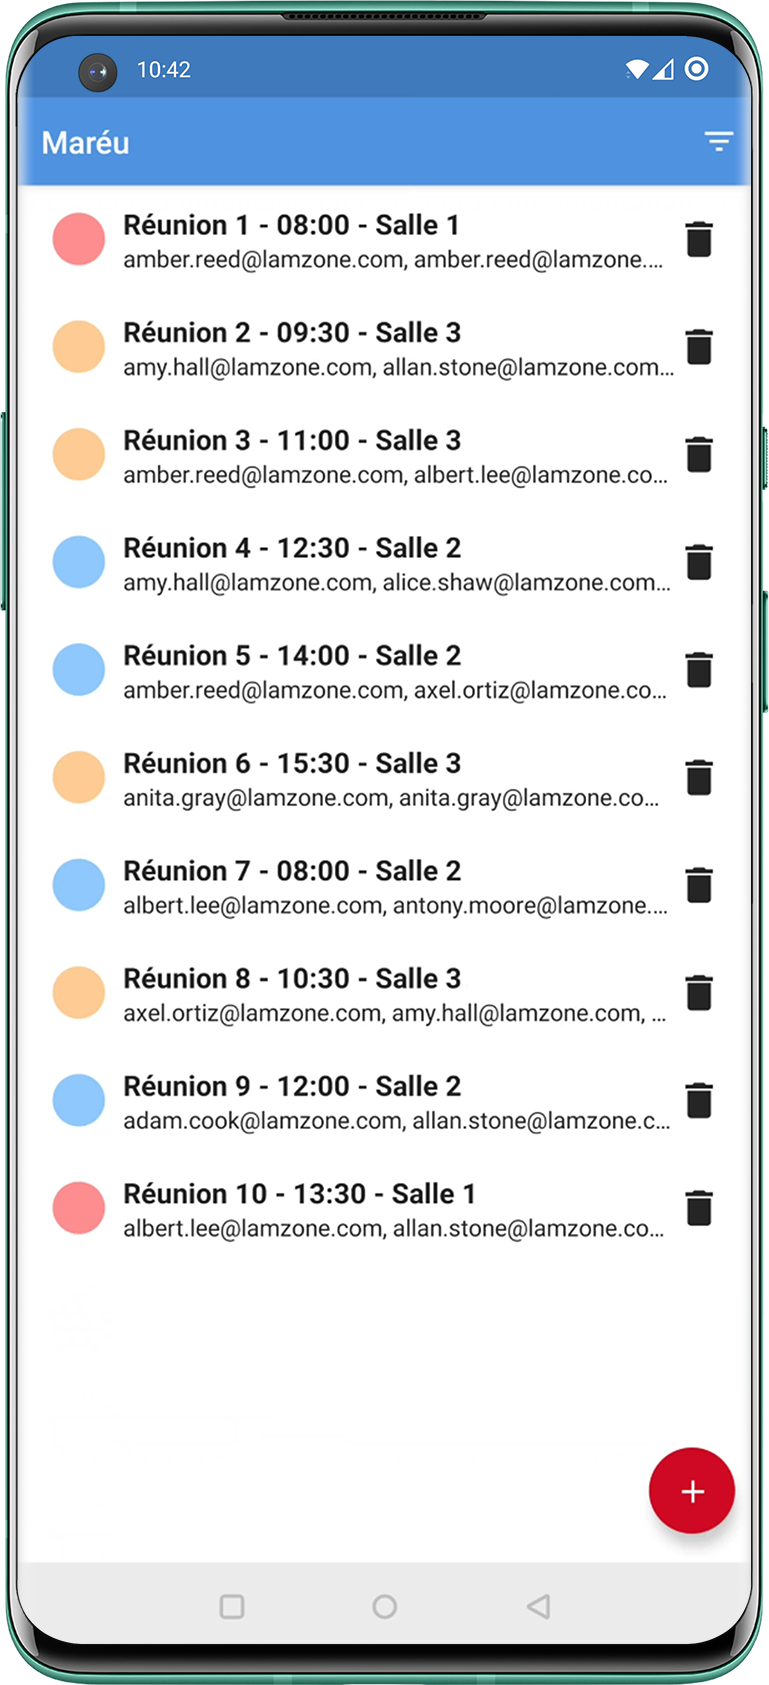 10:42
Maréu
Réunion 1 - 08:00 - Salle 1
amber.reed@lamzone.com, amber.reed@lamzone....
Réunion 2 - 09:30 - Salle 3
amy.hall@lamzone.com, allan.stone@lamzone.com...
Réunion 3 - 11:00 - Salle 3
amber.reed@lamzone.com, albert.lee@lamzone.co...
Réunion 4 - 12:30 - Salle 2
amy.hall@lamzone.com, alice.shaw@lamzone.com...
Réunion 5 - 14:00 - Salle 2
amber.reed@lamzone.com, axel.ortiz@lamzone.co...
Réunion 6 - 15:30 - Salle 3
anita.gray@lamzone.com, anita.gray@lamzone.co...
Réunion 7 - 08:00 - Salle 2
albert.lee@lamzone.com, antony.moore@lamzone....
Réunion 8 - 10:30 - Salle 3
axel.ortiz@lamzone.com, amy.hall@lamzone.com, ...
Réunion 9 - 12:00 - Salle 2
adam.cook@lamzone.com, allan.stone@lamzone.c...
Réunion 10 - 13:30 - Salle 1
albert.lee@lamzone.com, allan.stone@lamzone.co...